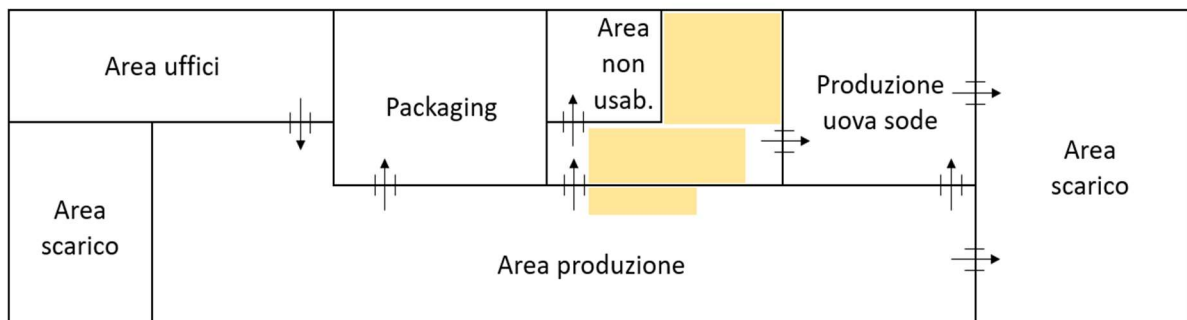 Area uffici
Packaging
Area
non
usab.
Produzione
uova sode
Area
scarico
Area
scarico
Area produzione